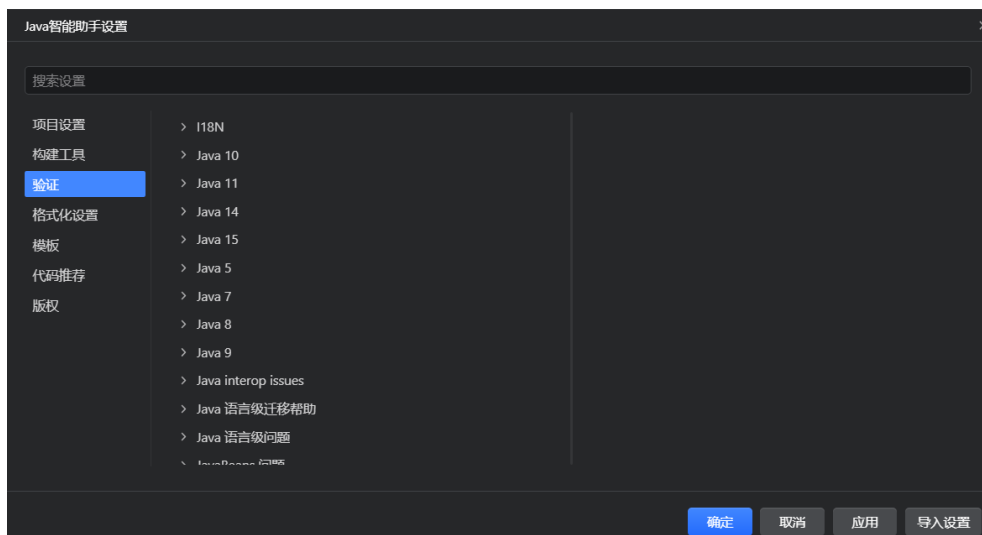 Java智能助手设置
搜索设置
项目设置
构建工具
验证
格式化设置
模板
代码推荐
版权
I18N
Java 10
Java 11
Java 14
Java 15
Java 5
Java 7
Java 8
Java 9
Java interop issues
Java 语言级迁移帮助
Java 语言级问题
JavaBeans 问题
确定
取消
应用
导入设置